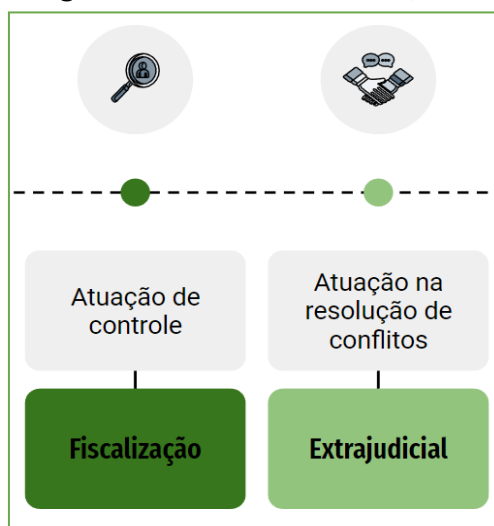 Atuação de
controle
Atuação na
resolução de
conflitos
Fiscalização
Extrajudicial